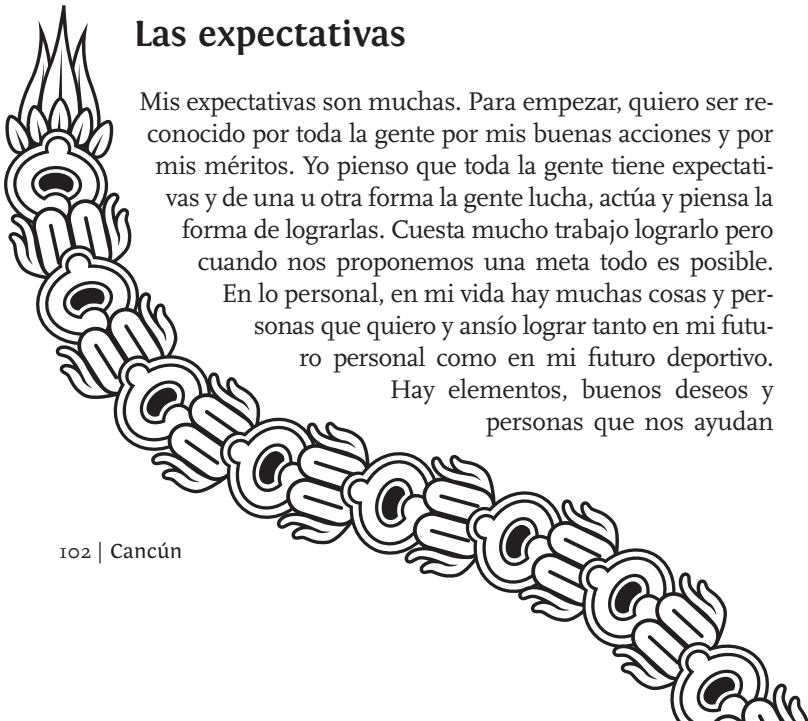 Las expectativas
Mis expectativas son muchas. Para empezar, quiero ser re-
conocido por toda la gente por mis buenas acciones y por
mis méritos. Yo pienso que toda la gente tiene expectati-
vas y de una u otra forma la gente lucha, actúa y piensa la
forma de lograrlas. Cuesta mucho trabajo lograrlo pero
cuando nos proponemos una meta todo es posible.
En lo personal, en mi vida hay muchas cosas y per-
sonas que quiero y ansío lograr tanto en mi futu-
ro personal como en mi futuro deportivo.
Hay elementos, buenos deseos y
personas que nos ayudan
102 | Cancún